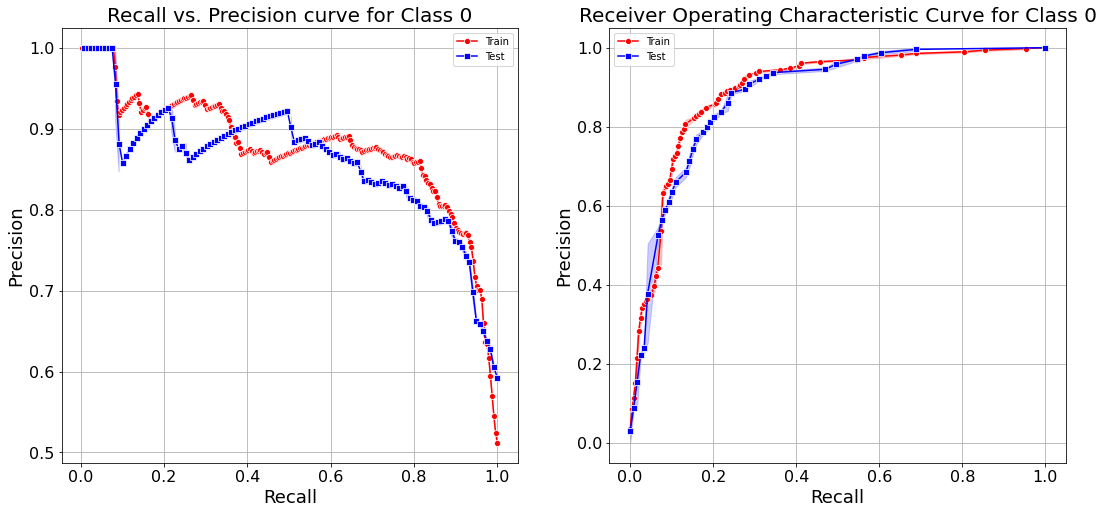 Recall vs. Precision curve for Class 0
Train
Test
1.0
0.9
0.8
0.7
0.6
0.5
Precision
0.0 0.2 0.4 0.6 0.8 1.0
Recall
Receiver Operating Characteristic Curve for Class 0
Train
Test
1.0
0.8
0.6
0.4
0.2
0.0
Precision
0.0 0.2 0.4 0.6 0.8 1.0
Recall